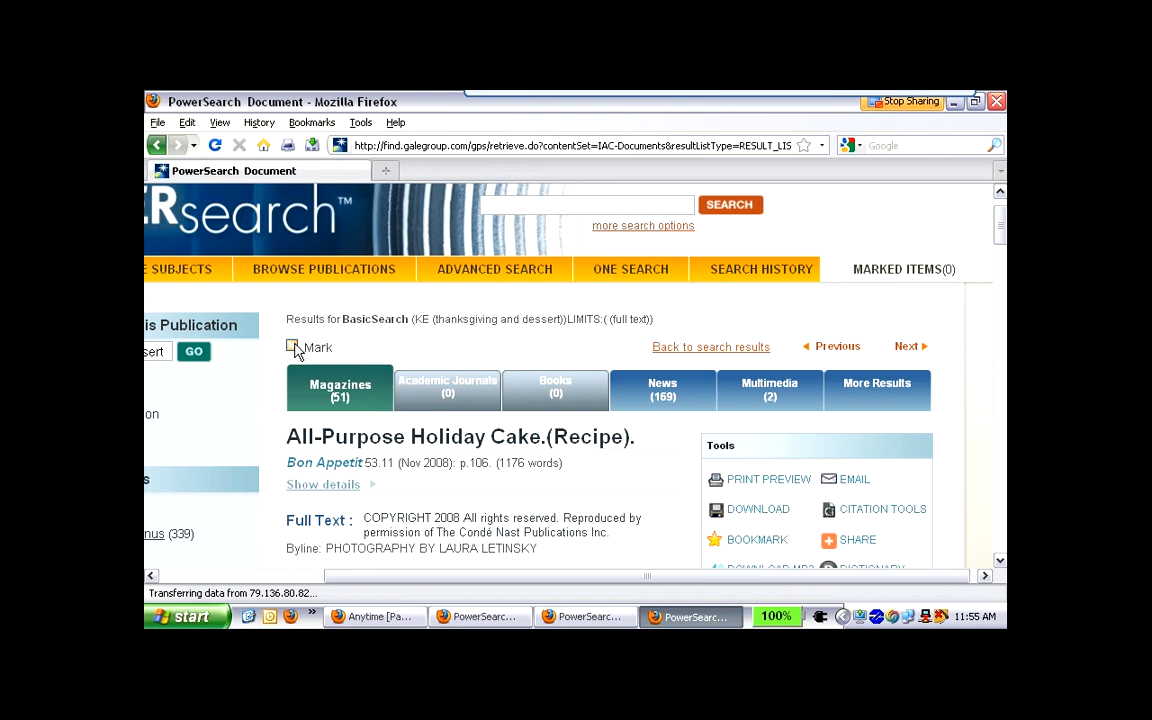 PowerSearch Document - Mozilla Firefox
Stop Sharing
File Edit View History Bookmarks Tools Help
http://find.galegroup.com/gps/retrieve.do?contentSet=IAC-Documents&resultListType=RESULT_LIS
Google
PowerSearch Document
ERsearch™
SEARCH
more search options
E SUBJECTS BROWSE PUBLICATIONS ADVANCED SEARCH ONE SEARCH SEARCH HISTORY MARKED ITEMS(0)
is Publication
Results for BasicSearch (KE (thanksgiving and dessert))LIMITS:( (full text))
sert GO
Mark
Back to search results Previous Next
Magazines (51)
Academic Journals (0)
Books (0)
News (169)
Multimedia (2)
More Results
on
All-Purpose Holiday Cake.(Recipe).
Tools
Bon Appetit 53.11 (Nov 2008): p.106. (1176 words)
s
Show details
PRINT PREVIEW EMAIL
DOWNLOAD CITATION TOOLS
Full Text : COPYRIGHT 2008 All rights reserved. Reproduced by
permission of The Condé Nast Publications Inc.
nus (339)
BOOKMARK SHARE
Byline: PHOTOGRAPHY BY LAURA LETINSKY
DOWNLOAD MP3 DICTIONARY
Transferring data from 79.136.80.82...
start
Anytime [Pa...
PowerSearc...
PowerSearc...
PowerSearc...
100%
11:55 AM